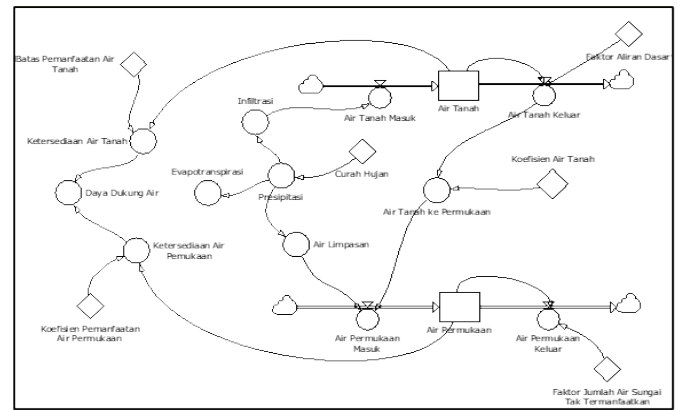 Batas Pemanfaatan Air
Tanah
Faktor Aliran Dasar
Infiltrasi
Air Tanah Masuk
Air Tanah
Air Tanah Keluar
Ketersediaan Air Tanah
Evapotranspirasi
Curah Hujan
Koefisien Air Tanah
Daya Dukung Air
Presipitasi
Air Tanah ke Permukaan
Ketersediaan Air
Pemukaan
Air Limpasan
Koefisien Pemanfaatan
Air Permukaan
Air Permukaan
Masuk
Air Permukaan
Air Permukaan
Keluar
Faktor Jumlah Air Sungai
Tak Termanfaatkan